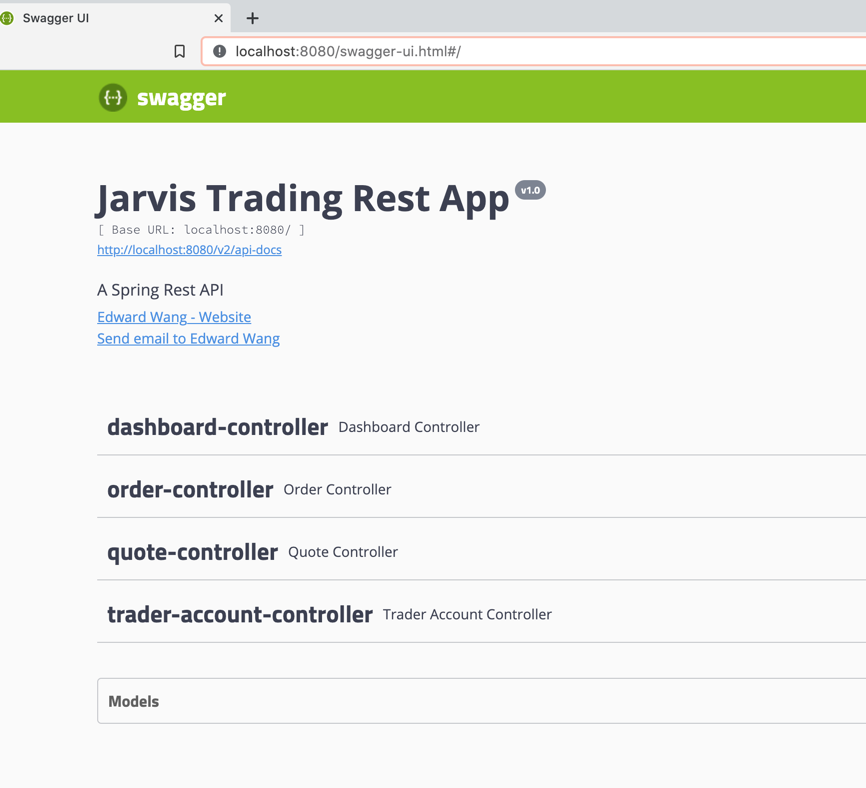 Swagger UI
localhost:8080/swagger-ui.html#/
{···} swagger
Jarvis Trading Rest App v1.0
[ Base URL: localhost:8080/ ]
http://localhost:8080/v2/api-docs
A Spring Rest API
Edward Wang - Website
Send email to Edward Wang
dashboard-controller Dashboard Controller
order-controller Order Controller
quote-controller Quote Controller
trader-account-controller Trader Account Controller
Models